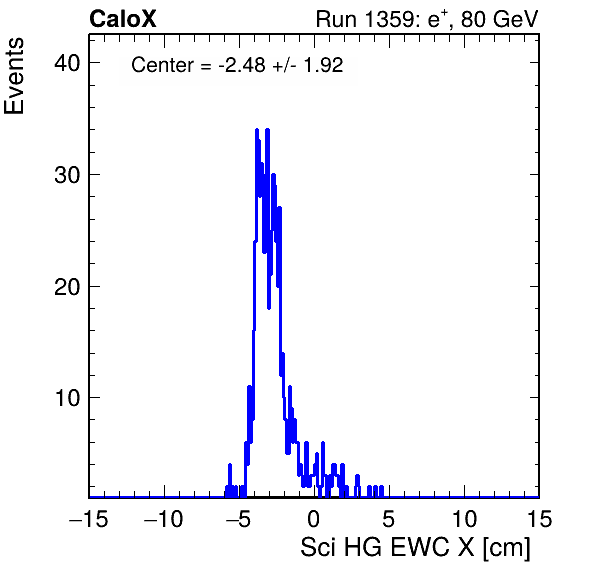 CaloX Run 1359: e⁺, 80 GeV
Events
Center = -2.48 +/- 1.92
40
30
20
10
−15 −10 −5 0 5 10 15
Sci HG EWC X [cm]